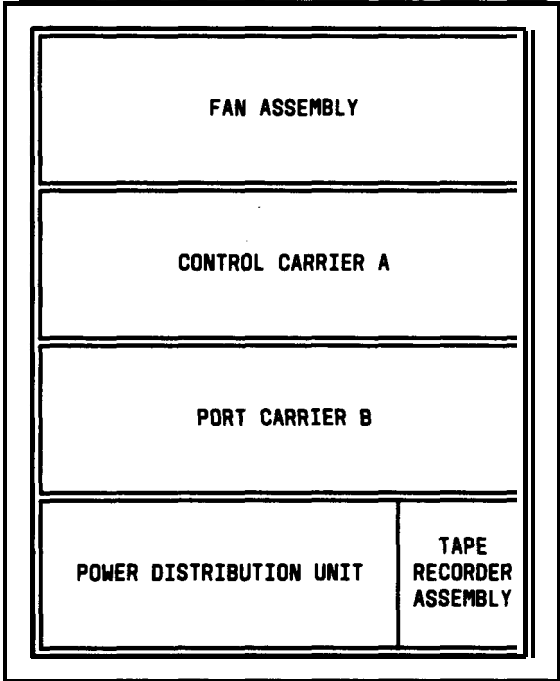 FAN ASSEMBLY
CONTROL CARRIER A
PORT CARRIER B
POWER DISTRIBUTION UNIT
TAPE
RECORDER
ASSEMBLY